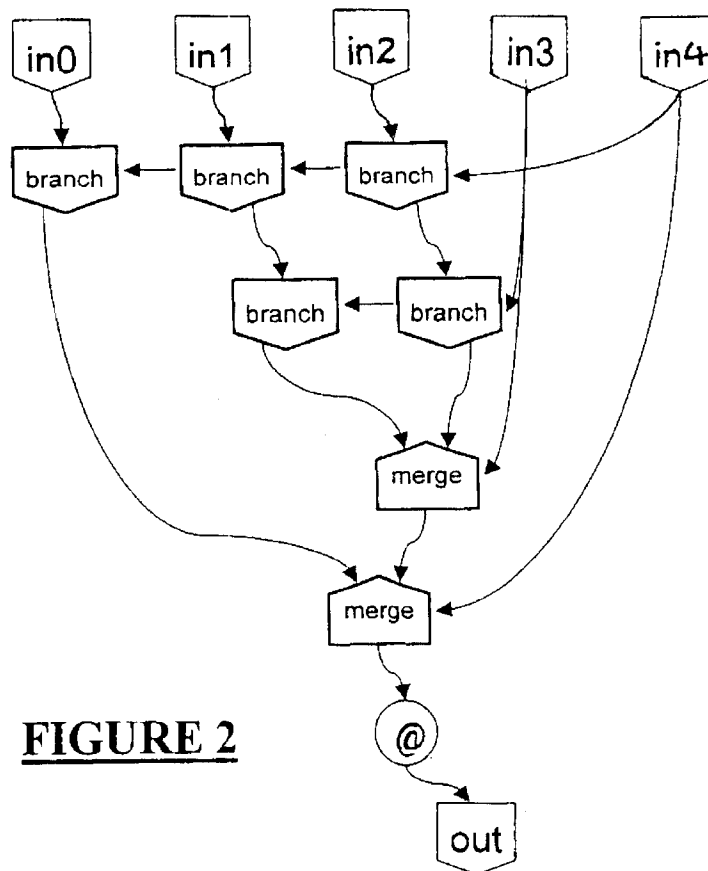 in0 in1 in2 in3 in4
branch branch branch
branch branch
merge
merge
@
FIGURE 2
out